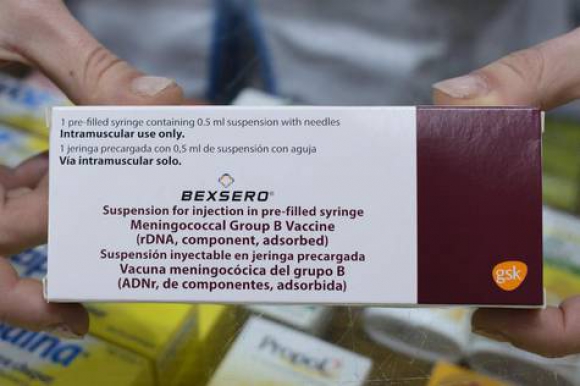 1 pre-filled syringe containing 0.5 ml suspension with needles
Intramuscular use only.
1 jeringa precargada con 0,5 ml de suspensión con aguja
Vía intramuscular solo.
BEXSERO®
Suspension for injection in pre-filled syringe
Meningococcal Group B Vaccine
(rDNA, component, adsorbed)
Suspensión inyectable en jeringa precargada
Vacuna meningocócica del grupo B
(ADNr, de componentes, adsorbida)
gsk